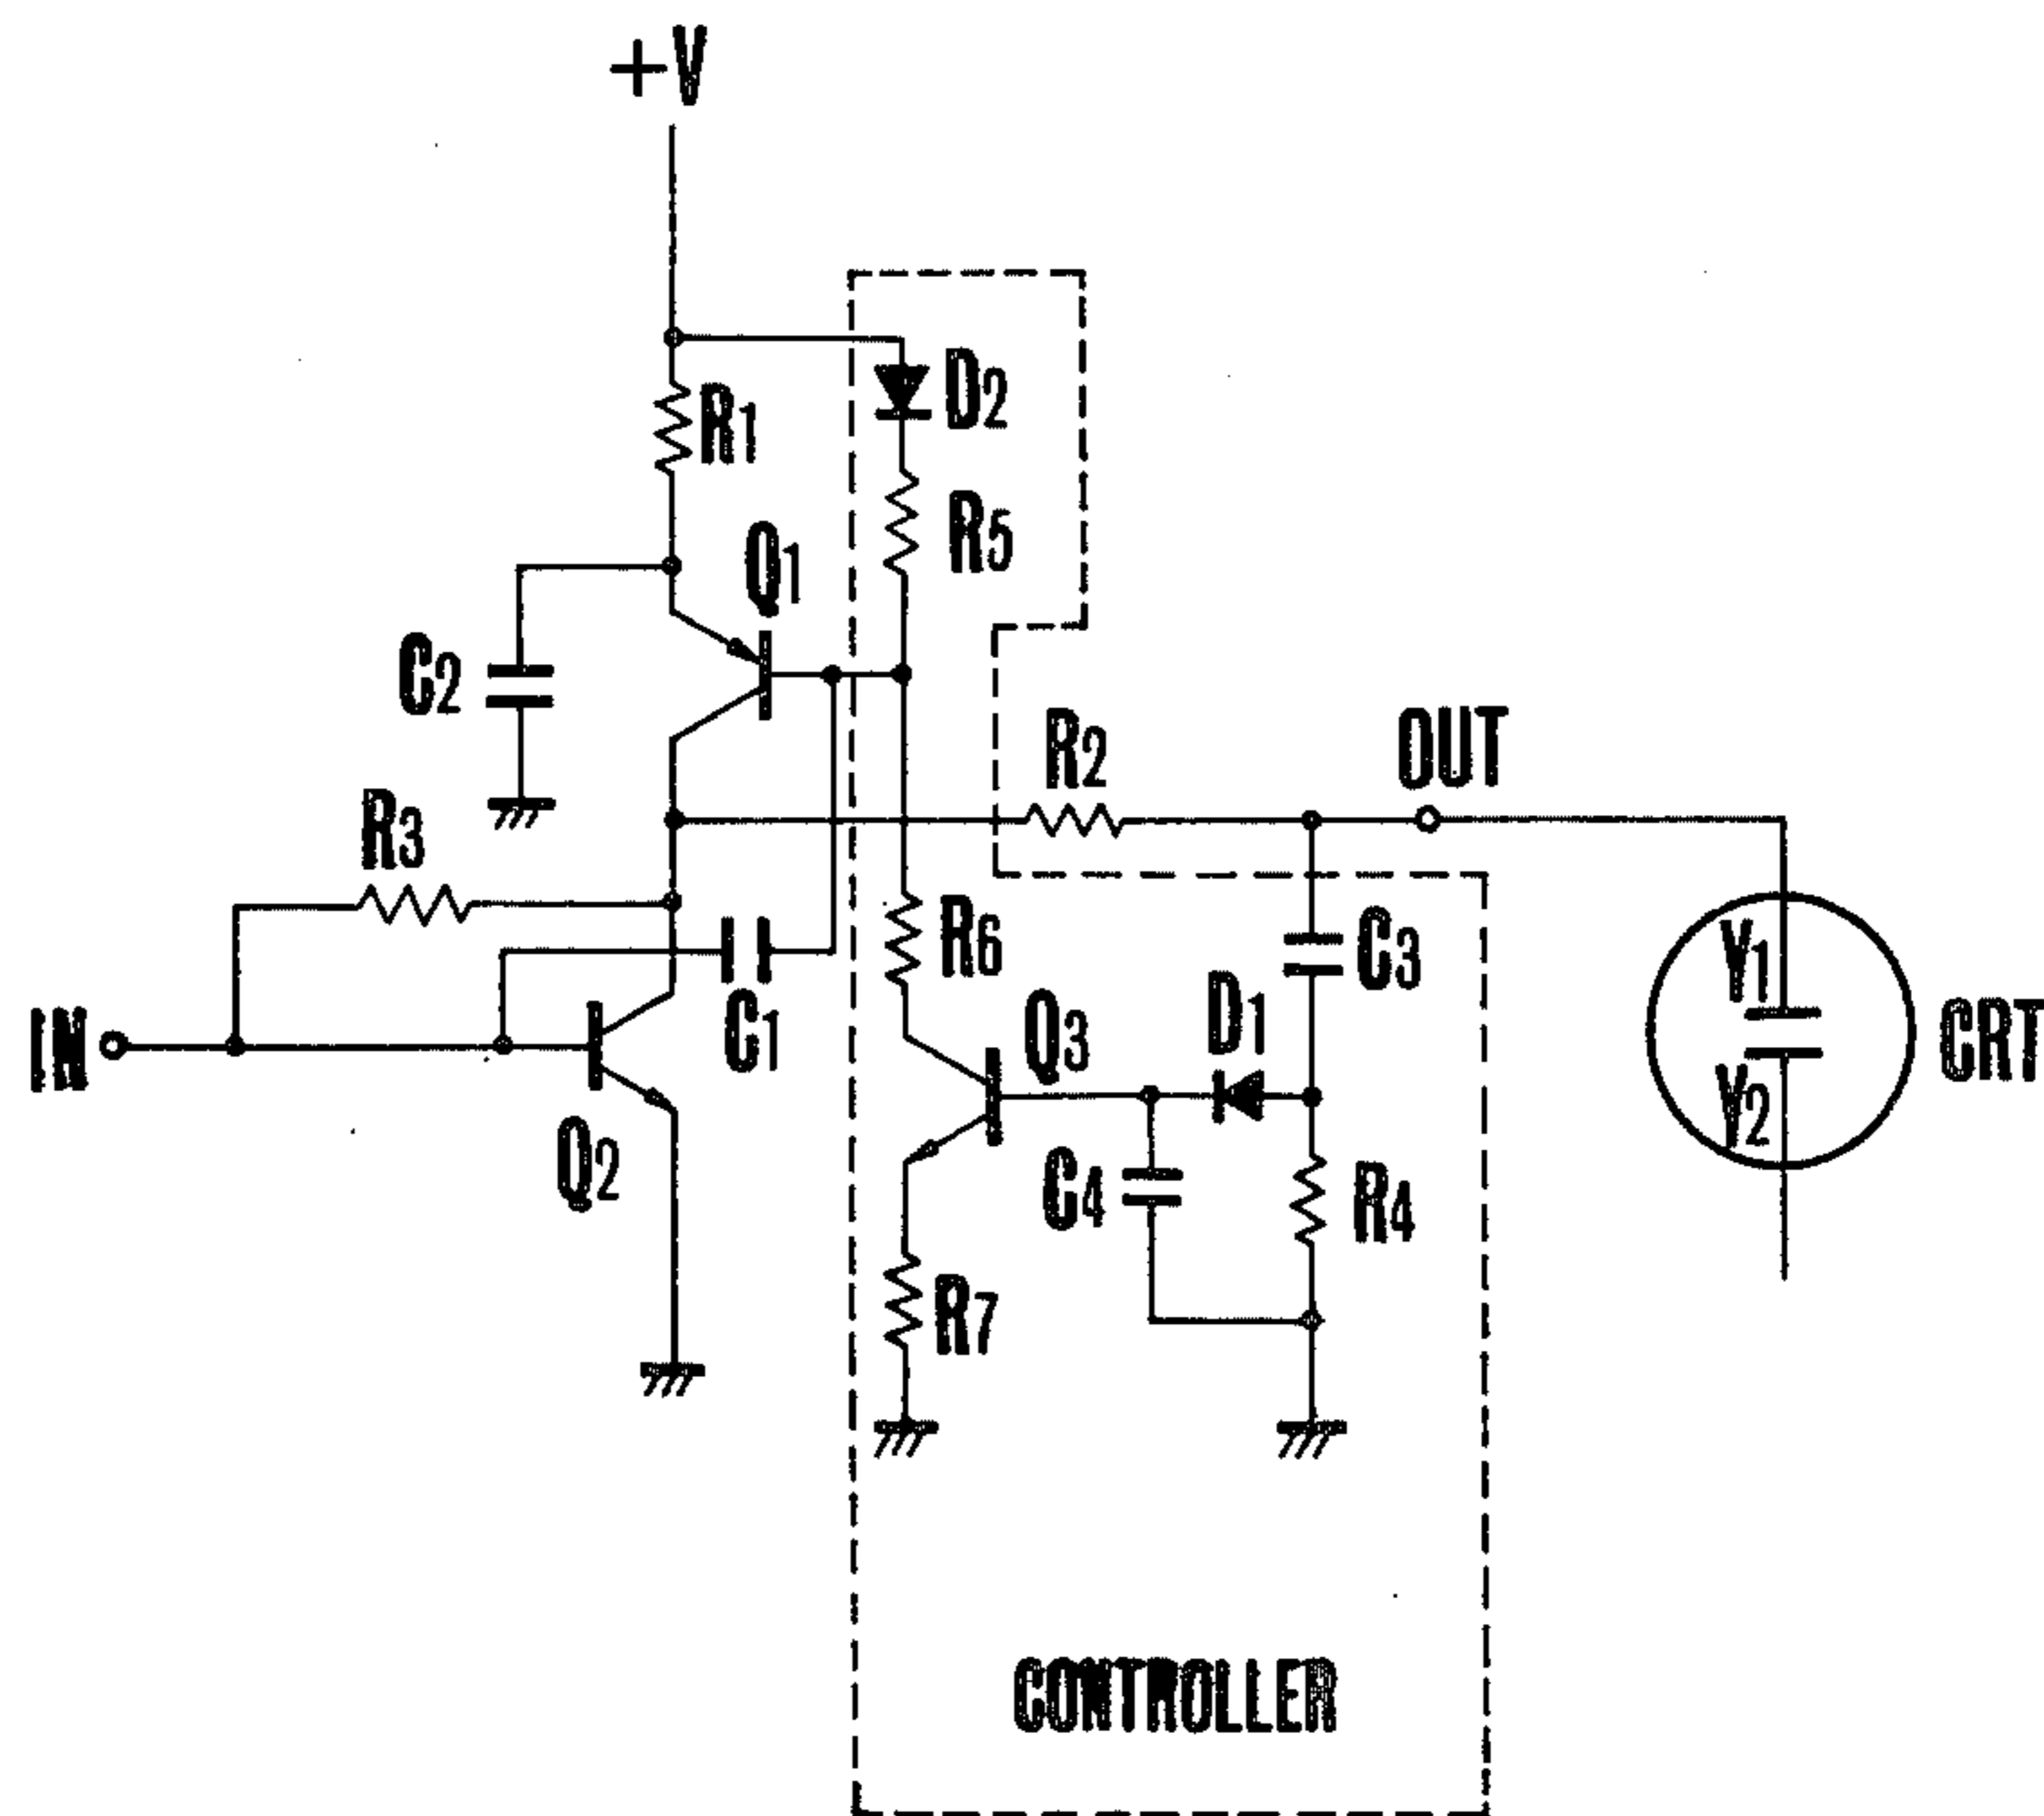 +V
D2
R1
R5
Q1
C2
R2
OUT
R3
R6
C3
V1
IN
C1
Q3
D1
CRT
V2
Q2
C4
R4
R7
CONTROLLER